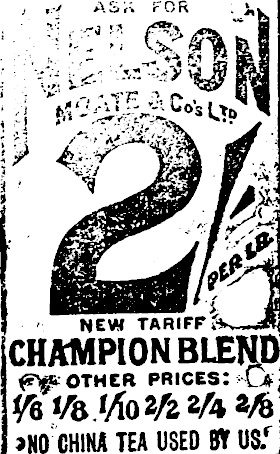 ASK FOR
NELSON
MOATE & Co's LTD
2/-
PER LB.
NEW TARIFF
CHAMPION BLEND
OTHER PRICES:
1/6 1/8 1/10 2/2 2/4 2/8
NO CHINA TEA USED BY US.